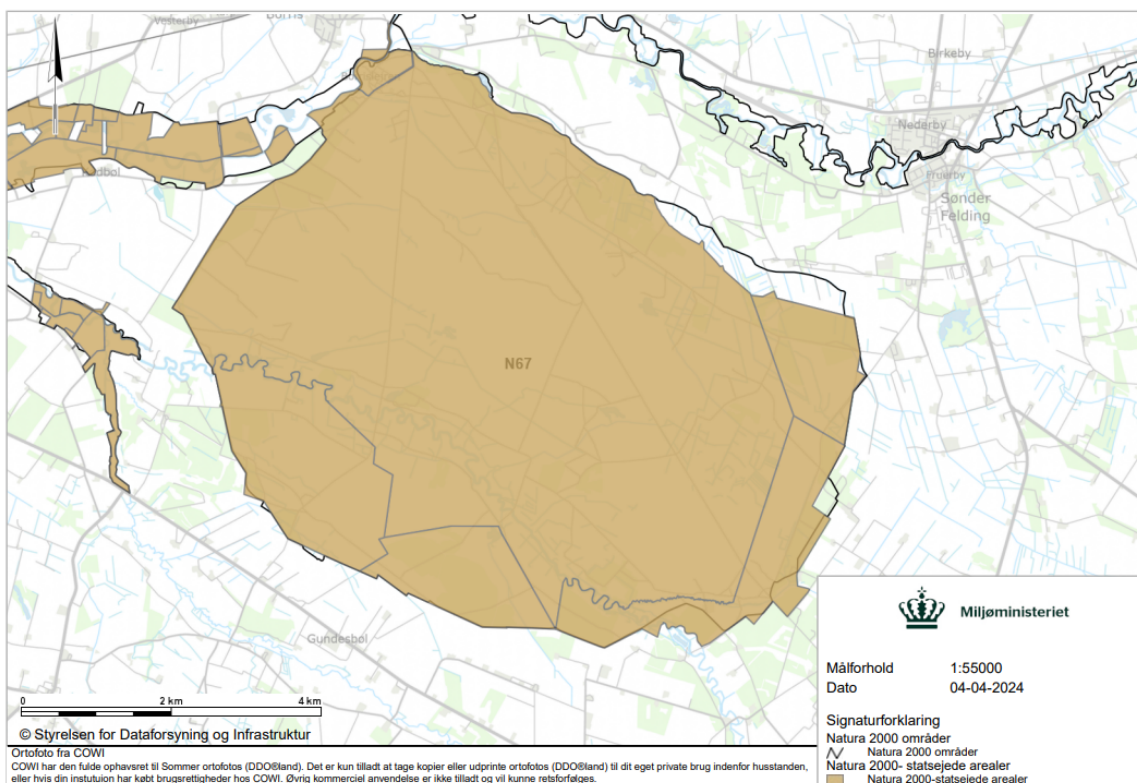 Vesterby
Borris
Birkeby
Nederby
Sønder
Felding
N67
Gundesbøl
0 2 km 4 km
© Styrelsen for Dataforsyning og Infrastruktur
Ortofoto fra COWI
COWI har den fulde ophavsret til Sommer ortofotos (DDO®land). Det er kun tilladt at tage kopier eller udprinte ortofotos (DDO®land) til dit eget private brug indenfor husstanden,
eller hvis din instutuion har købt brugsrettigheder hos COWI. Øvrig kommerciel anvendelse er ikke tilladt og vil kunne retsforfølges.
Miljøministeriet
Målforhold 1:55000
Dato 04-04-2024
Signaturforklaring
Natura 2000 områder
Natura 2000 områder
Natura 2000- statsejede arealer
Natura 2000-statsejede arealer